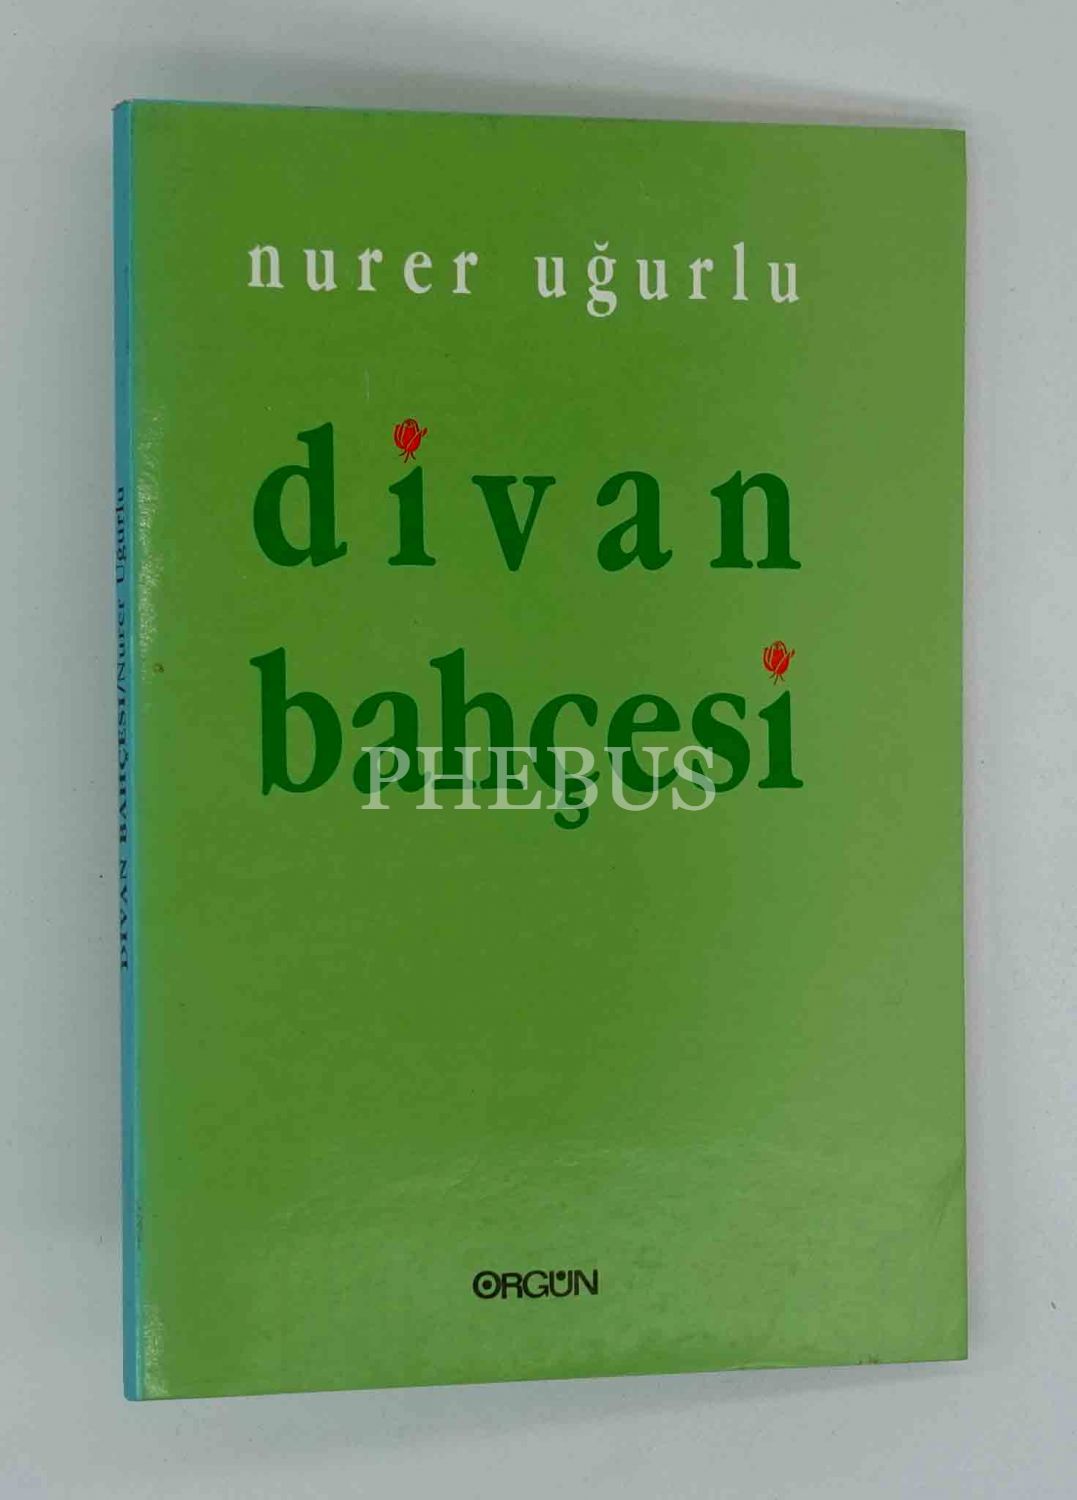 nurer uğurlu
divan
bahçesi
PHEBUS
ORGÜN
DİVAN BAHÇESİ/Nurer Uğurlu